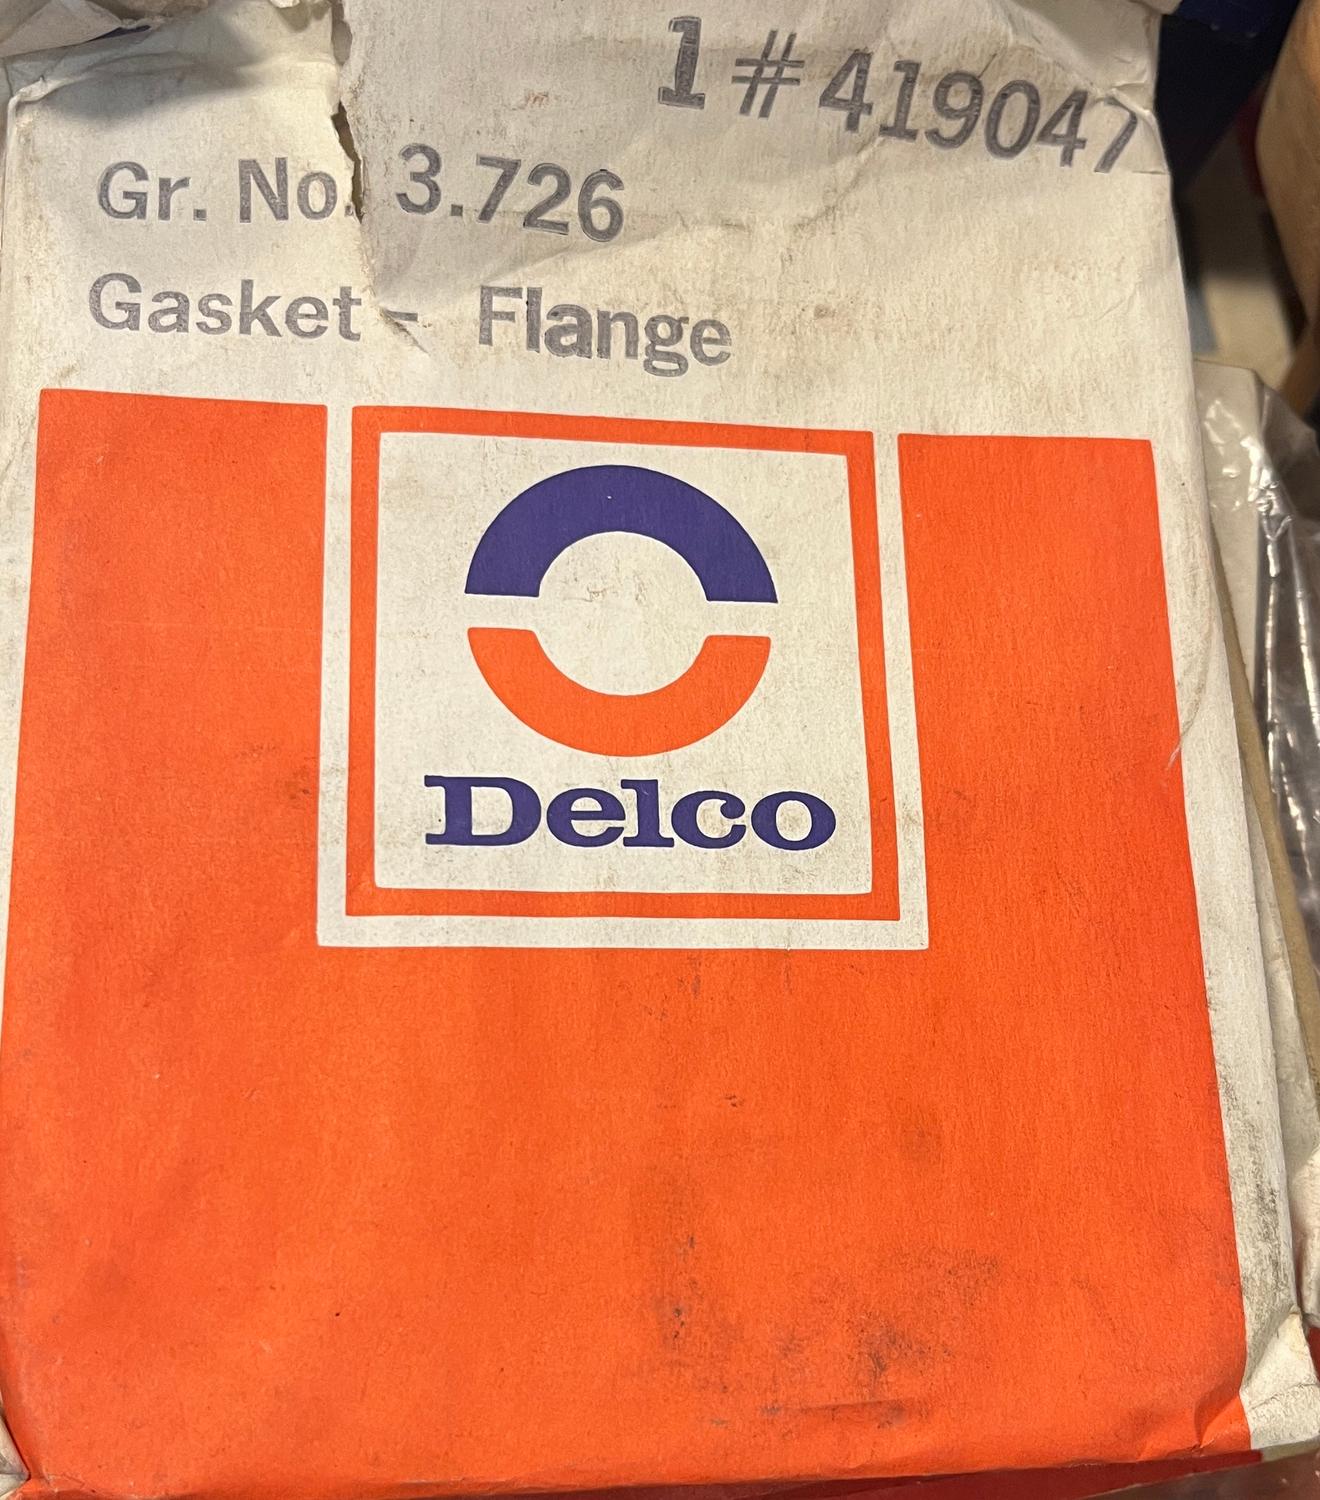 1 # 419047
Gr. No. 3.726
Gasket - Flange
Delco